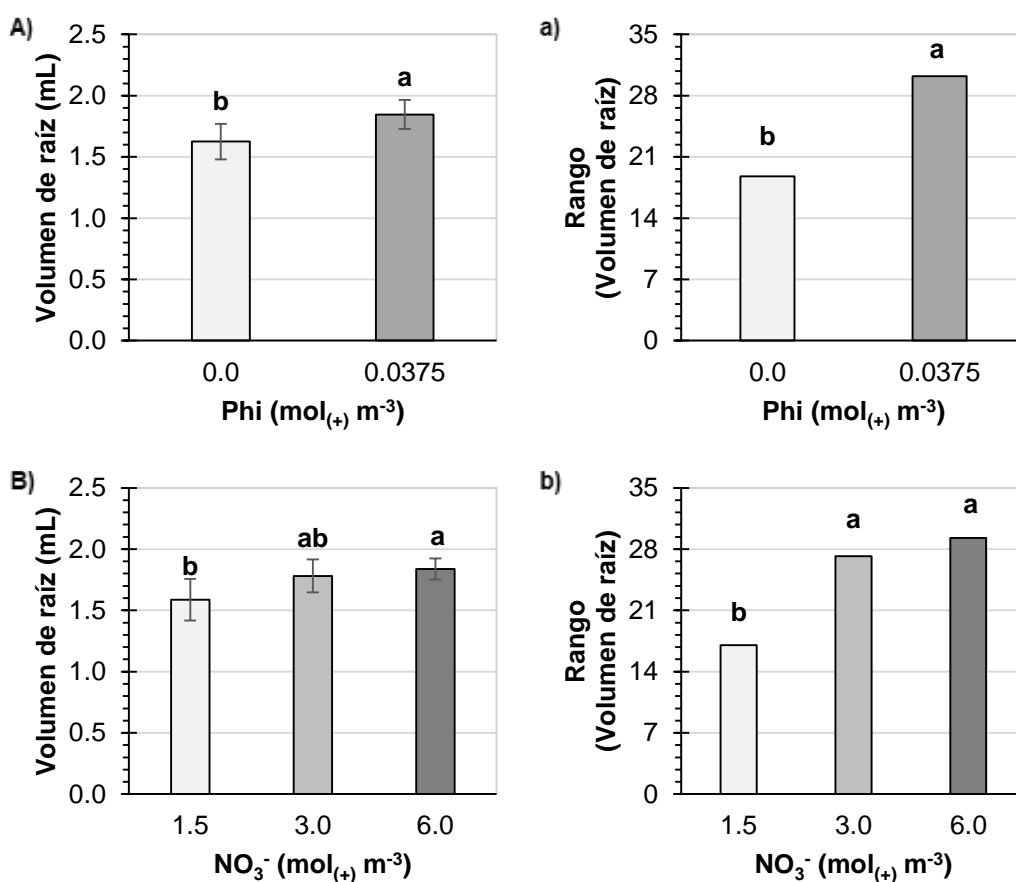 A)
Volumen de raíz (mL)
2.5
2.0
1.5
1.0
0.5
0.0
b
a
0.0 0.0375
Phi (mol(+) m-3)
a)
Rango
(Volumen de raíz)
35
28
21
14
7
0
b
a
0.0 0.0375
Phi (mol(+) m-3)
B)
Volumen de raíz (mL)
2.5
2.0
1.5
1.0
0.5
0.0
b
ab
a
1.5 3.0 6.0
NO3- (mol(+) m-3)
b)
Rango
(Volumen de raíz)
35
28
21
14
7
0
b
a
a
1.5 3.0 6.0
NO3- (mol(+) m-3)